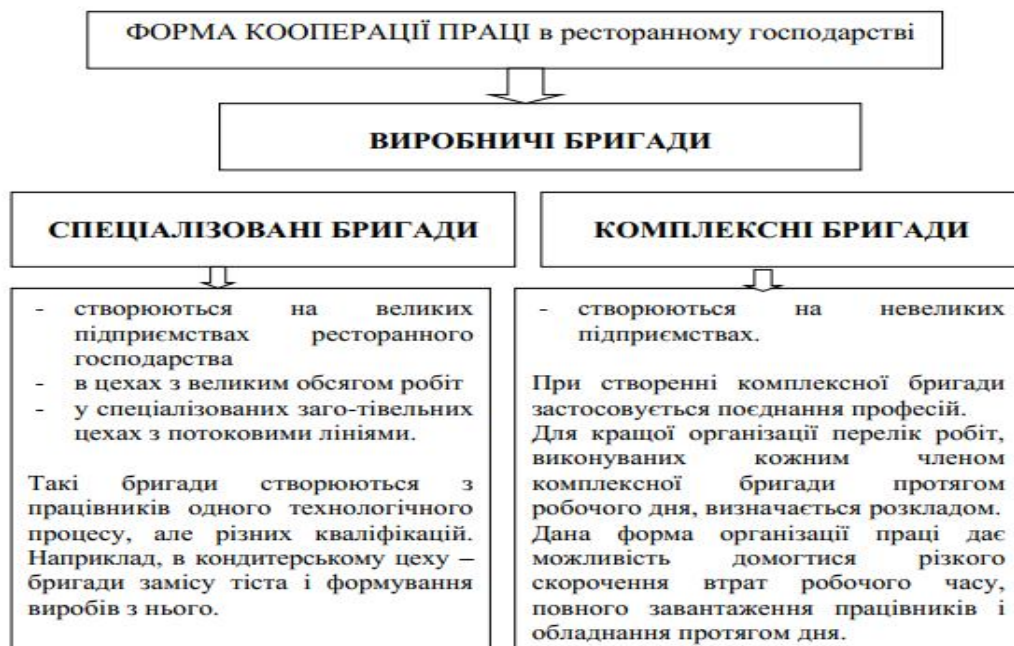 ФОРМА КООПЕРАЦІЇ ПРАЦІ в ресторанному господарстві
ВИРОБНИЧІ БРИГАДИ
СПЕЦІАЛІЗОВАНІ БРИГАДИ
- створюються на великих
підприємствах ресторанного
господарства
- в цехах з великим обсягом робіт
- у спеціалізованих заго-тівельних
цехах з потоковими лініями.
Такі бригади створюються з
працівників одного технологічного
процесу, але різних кваліфікацій.
Наприклад, в кондитерському цеху –
бригади замісу тіста і формування
виробів з нього.
КОМПЛЕКСНІ БРИГАДИ
- створюються на невеликих
підприємствах.
При створенні комплексної бригади
застосовується поєднання професій.
Для кращої організації перелік робіт,
виконуваних кожним членом
комплексної бригади протягом
робочого дня, визначається розкладом.
Дана форма організації праці дає
можливість домогтися різкого
скорочення втрат робочого часу,
повного завантаження працівників і
обладнання протягом дня.